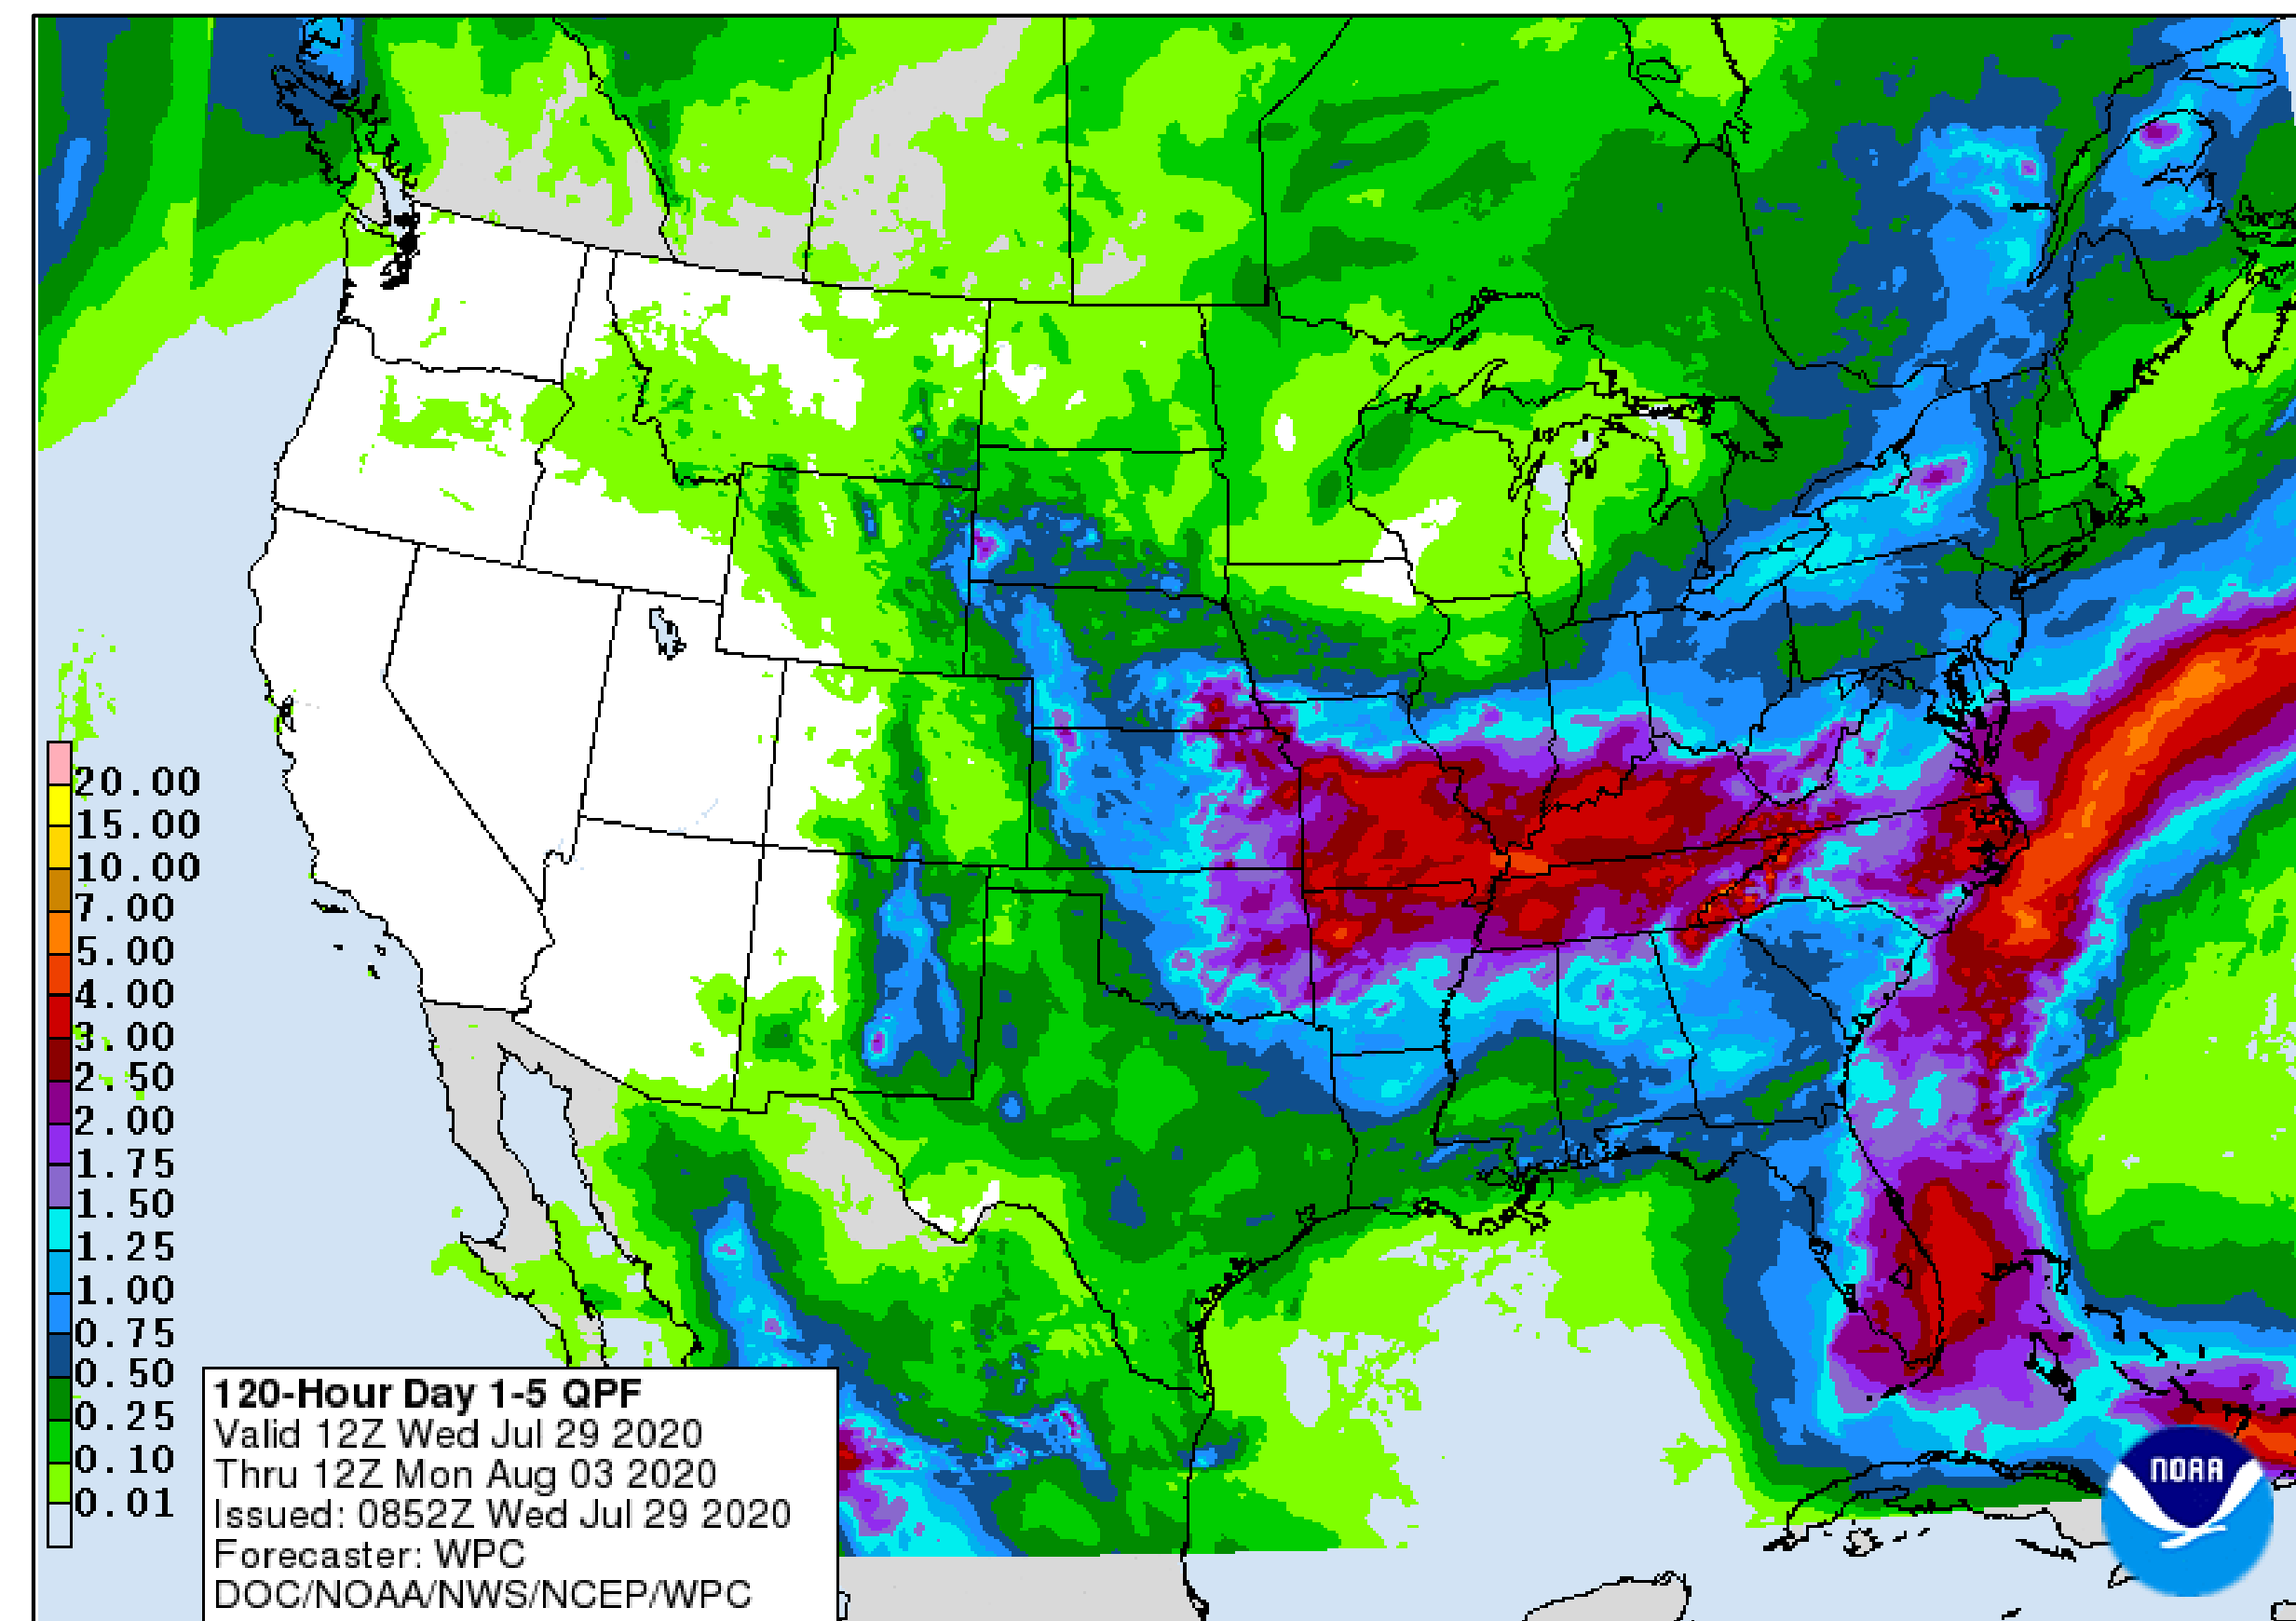 20.00
15.00
10.00
7.00
5.00
4.00
3.00
2.50
2.00
1.75
1.50
1.25
1.00
0.75
0.50
0.25
0.10
0.01
120-Hour Day 1-5 QPF
Valid 12Z Wed Jul 29 2020
Thru 12Z Mon Aug 03 2020
Issued: 0852Z Wed Jul 29 2020
Forecaster: WPC
DOC/NOAA/NWS/NCEP/WPC
NOAA